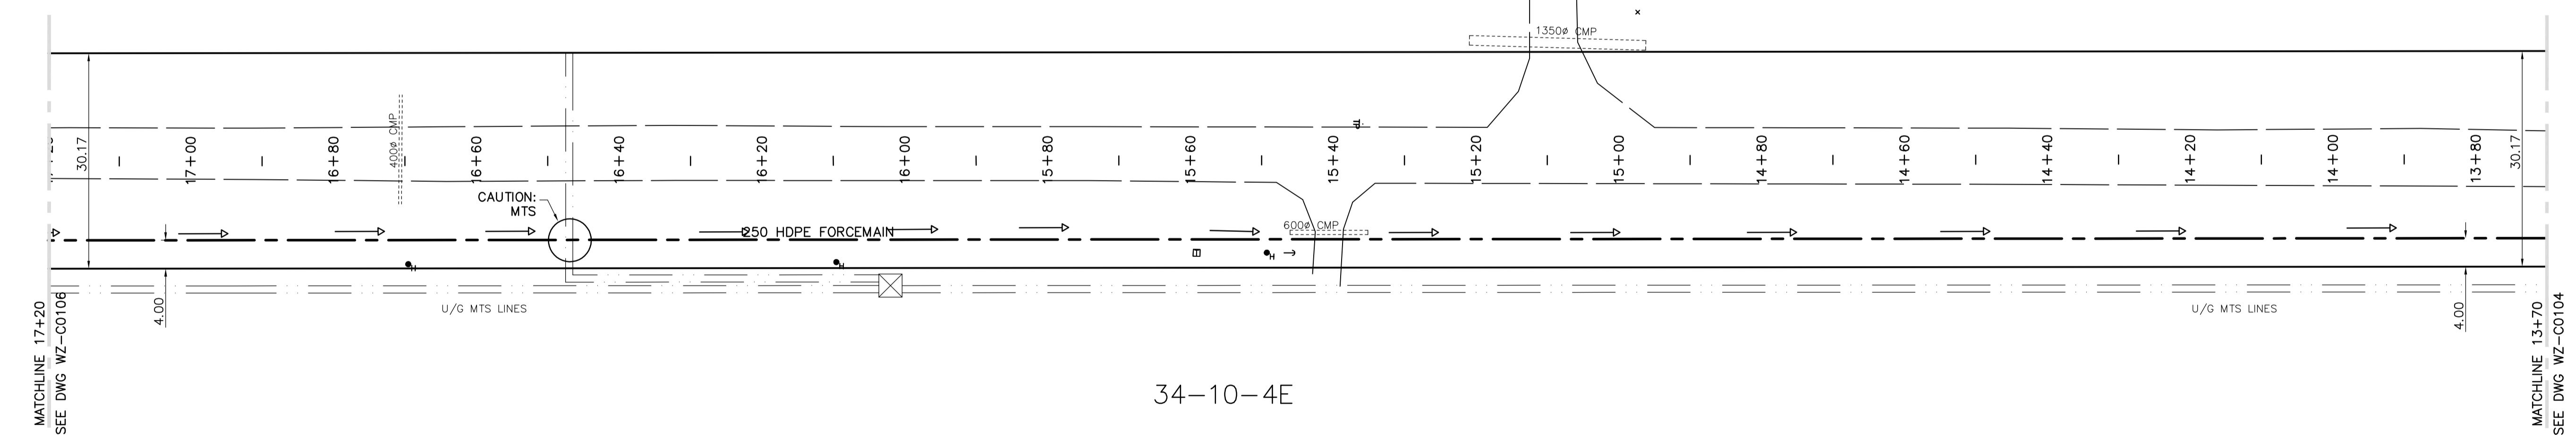 1350ø CMP
400ø CMP
30.17
17+00
16+80
16+60
16+40
16+20
16+00
15+80
15+60
15+40
15+20
15+00
14+80
14+60
14+40
14+20
14+00
13+80
30.17
TP
CAUTION:
MTS
250 HDPE FORCEMAIN
600ø CMP
H
H
H
4.00
U/G MTS LINES
U/G MTS LINES
4.00
MATCHLINE 17+20
SEE DWG WZ-C0106
MATCHLINE 13+70
SEE DWG WZ-C0104
34-10-4E